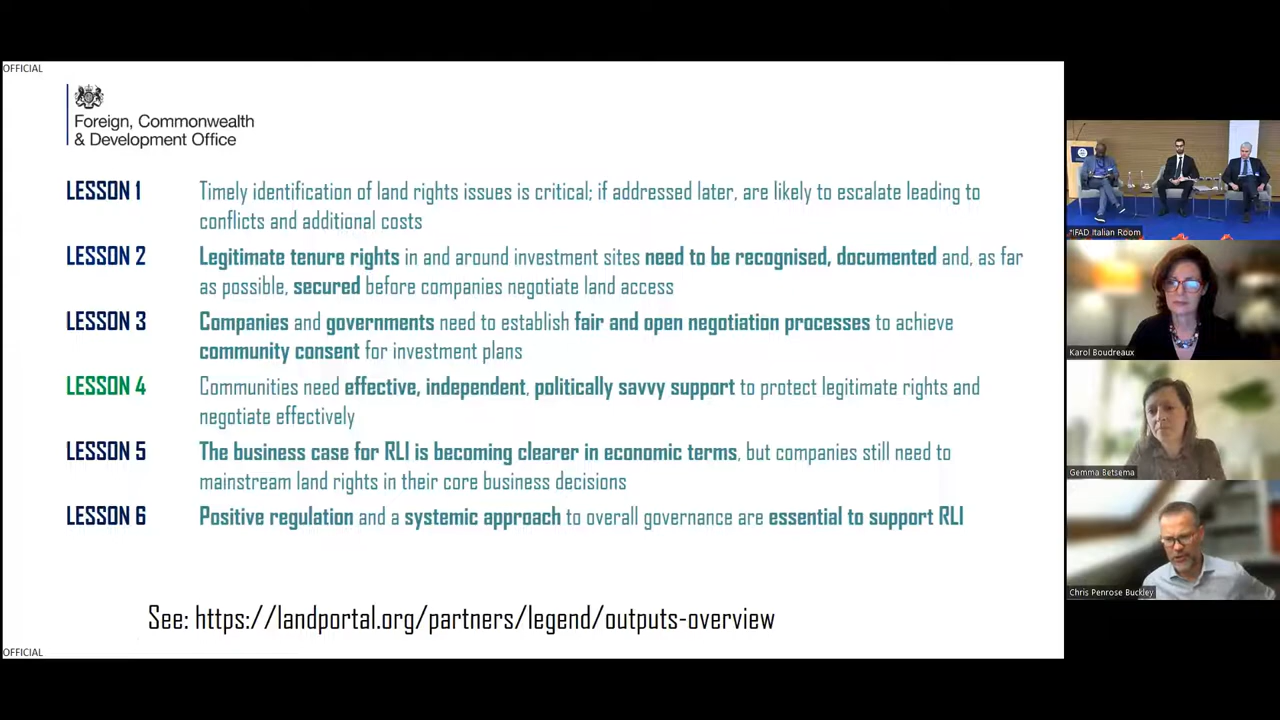 OFFICIAL
Foreign, Commonwealth
& Development Office
LESSON 1
Timely identification of land rights issues is critical; if addressed later, are likely to escalate leading to
conflicts and additional costs
LESSON 2
Legitimate tenure rights in and around investment sites need to be recognised, documented and, as far
as possible, secured before companies negotiate land access
LESSON 3
Companies and governments need to establish fair and open negotiation processes to achieve
community consent for investment plans
LESSON 4
Communities need effective, independent, politically savvy support to protect legitimate rights and
negotiate effectively
LESSON 5
The business case for RLI is becoming clearer in economic terms, but companies still need to
mainstream land rights in their core business decisions
LESSON 6
Positive regulation and a systemic approach to overall governance are essential to support RLI
See: https://landportal.org/partners/legend/outputs-overview
OFFICIAL
*IFAD Italian Room
Karol Boudreaux
Gemma Betsema
Chris Penrose Buckley